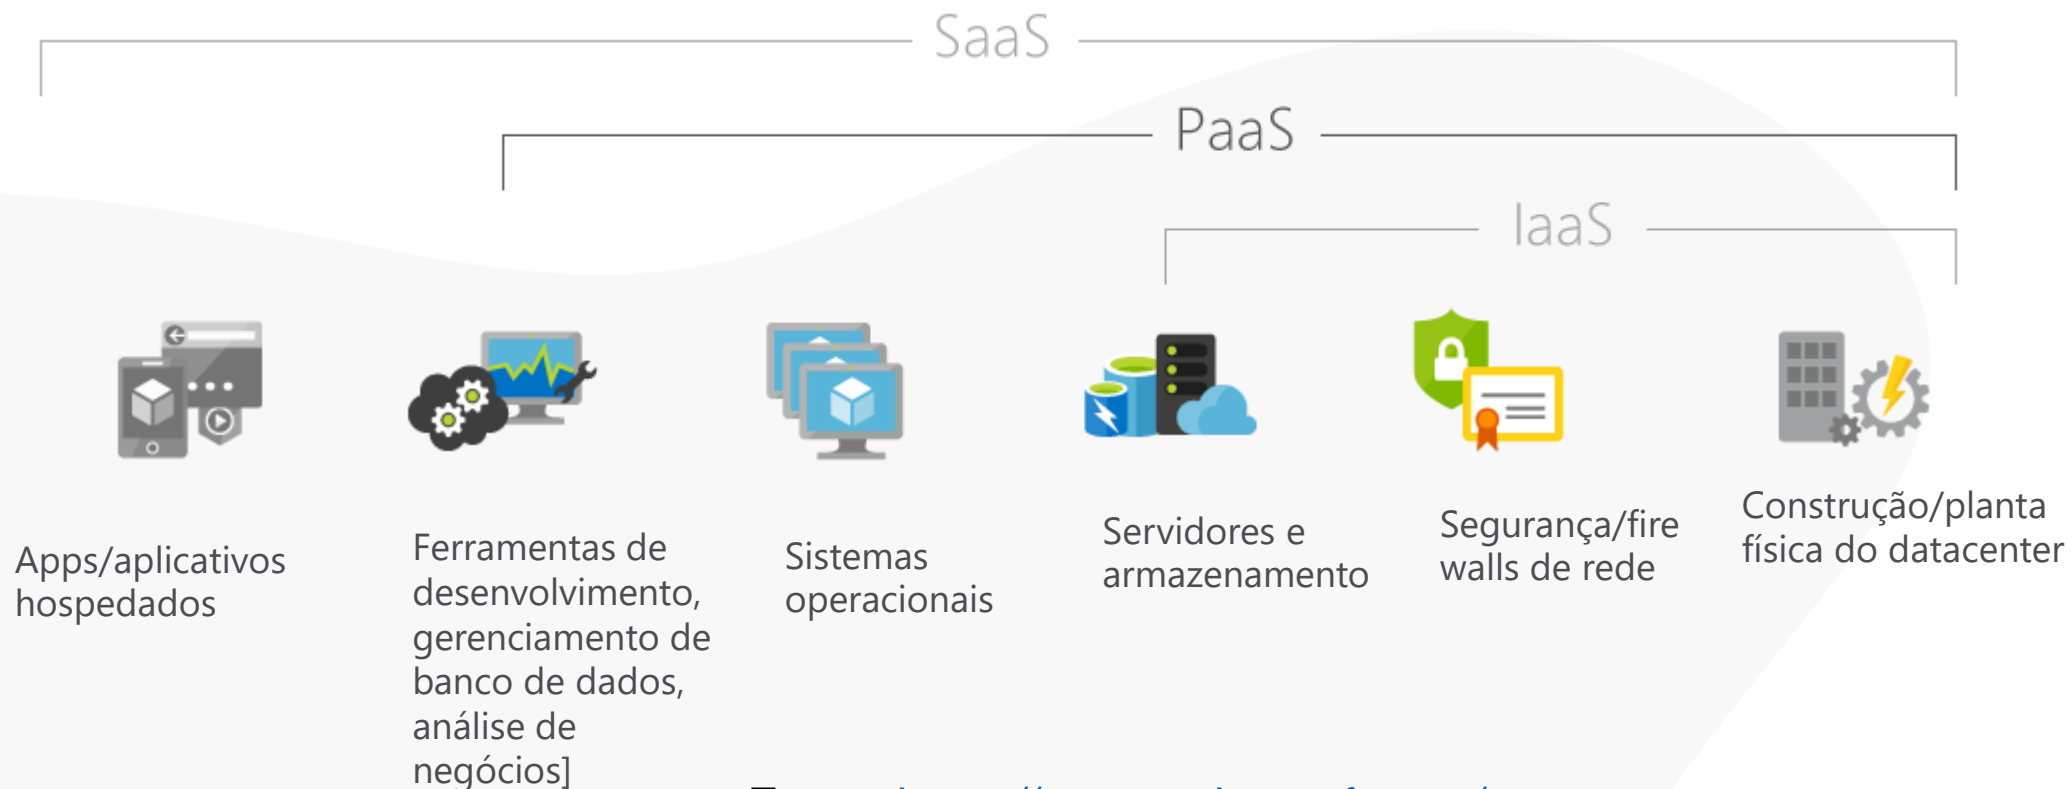 SaaS
PaaS
IaaS
Apps/aplicativos
hospedados
Ferramentas de
desenvolvimento,
gerenciamento de
banco de dados,
análise de
negócios]
Sistemas
operacionais
Servidores e
armazenamento
Segurança/fire
walls de rede
Construção/planta
física do datacenter